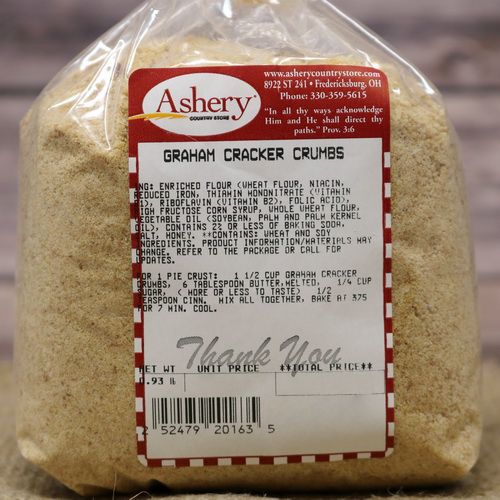 Ashery
COUNTRY STORE
www.asherycountrystore.com
8922 ST 241 • Fredericksburg, OH
Phone: 330-359-5615
"In all thy ways acknowledge
Him and He shall direct thy
paths." Prov. 3:6
GRAHAM CRACKER CRUMBS
ING: ENRICHED FLOUR (WHEAT FLOUR, NIACIN,
REDUCED IRON, THIAMIN MONONITRATE (VITAMIN
B1), RIBOFLAVIN (VITAMIN B2), FOLIC ACID),
HIGH FRUCTOSE CORN SYRUP, WHOLE WHEAT FLOUR,
VEGETABLE OIL (SOYBEAN, PALM AND PALM KERNEL
OIL), CONTAINS 2% OR LESS OF BAKING SODA,
SALT, HONEY. **CONTAINS: WHEAT AND SOY
INGREDIENTS. PRODUCT INFORMATION/MATERIALS MAY
CHANGE. REFER TO THE PACKAGE OR CALL FOR
UPDATES.
FOR 1 PIE CRUST: 1 1/2 CUP GRAHAM CRACKER
CRUMBS, 6 TABLESPOON BUTTER,MELTED, 1/4 CUP
SUGAR, ( MORE OR LESS TO TASTE) 1/2
TEASPOON CINN. MIX ALL TOGETHER, BAKE AT 375
FOR 7 MIN. COOL.
Thank You
NET WT UNIT PRICE **TOTAL PRICE**
0.93 lb
2 52479 20163 5